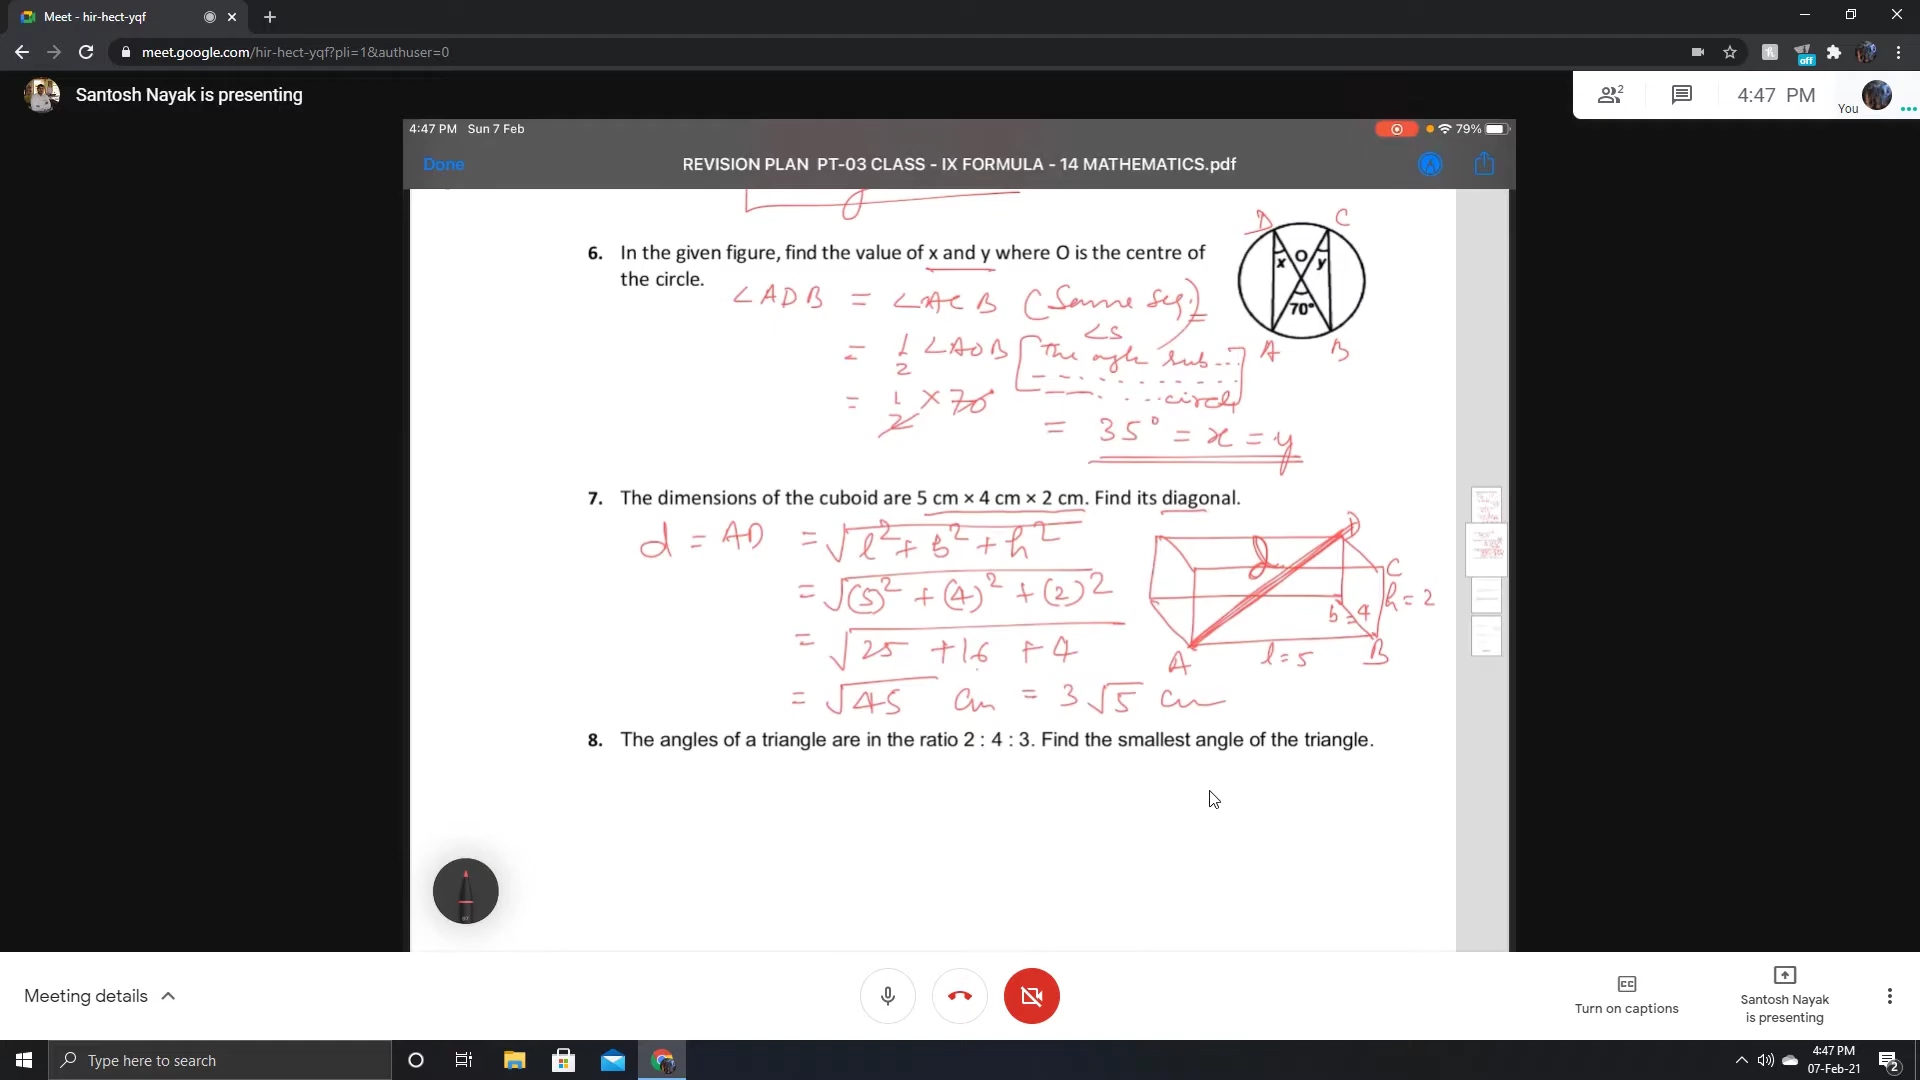 Meet - hir-hect-yqf
meet.google.com/hir-hect-yqf?pli=1&authuser=0
off
Santosh Nayak is presenting
2
4:47 PM
You
4:47 PM Sun 7 Feb
79%
Done
REVISION PLAN PT-03 CLASS - IX FORMULA - 14 MATHEMATICS.pdf
6. In the given figure, find the value of x and y where O is the centre of
the circle.
D C
x O y
70°
A B
∠ADB = ∠ACB (Same seg.)
∠s
= 1/2 ∠AOB [The angle sub...
... circle]
= 1/2 × 70
= 35° = x = y
7. The dimensions of the cuboid are 5 cm × 4 cm × 2 cm. Find its diagonal.
d = AD = √l² + b² + h²
= √(5)² + (4)² + (2)²
= √25 + 16 + 4
= √45 cm = 3√5 cm
D
d
C
h = 2
b = 4
A l = 5 B
8. The angles of a triangle are in the ratio 2 : 4 : 3. Find the smallest angle of the triangle.
Meeting details
Turn on captions
Santosh Nayak
is presenting
Type here to search
4:47 PM
07-Feb-21
2